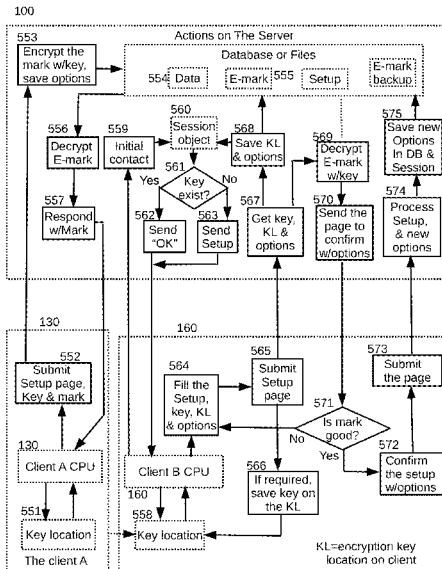 100
Actions on The Server
553
Encrypt the
mark w/key,
save options
Database or Files
554
Data
E-mark
555
Setup
E-mark
backup
556
Decrypt
E-mark
559
Initial
contact
560
Session
object
568
Save KL
& options
569
Decrypt
E-mark
w/key
575
Save new
Options
In DB &
Session
561
Key
exist?
Yes
No
557
Respond
w/Mark
562
Send
"OK"
563
Send
Setup
567
Get key,
KL &
options
570
Send the
page to
confirm
w/options
574
Process
Setup,
& new
options
130
552
Submit
Setup page,
Key & mark
130
Client A CPU
551
Key location
The client A
160
564
Fill the
Setup,
key, KL
& options
565
Submit
Setup
page
571
Is mark
good?
No
Yes
573
Submit
the page
572
Confirm
the setup
w/options
Client B CPU
160
558
Key location
566
If required,
save key on
the KL
KL=encryption key
location on client